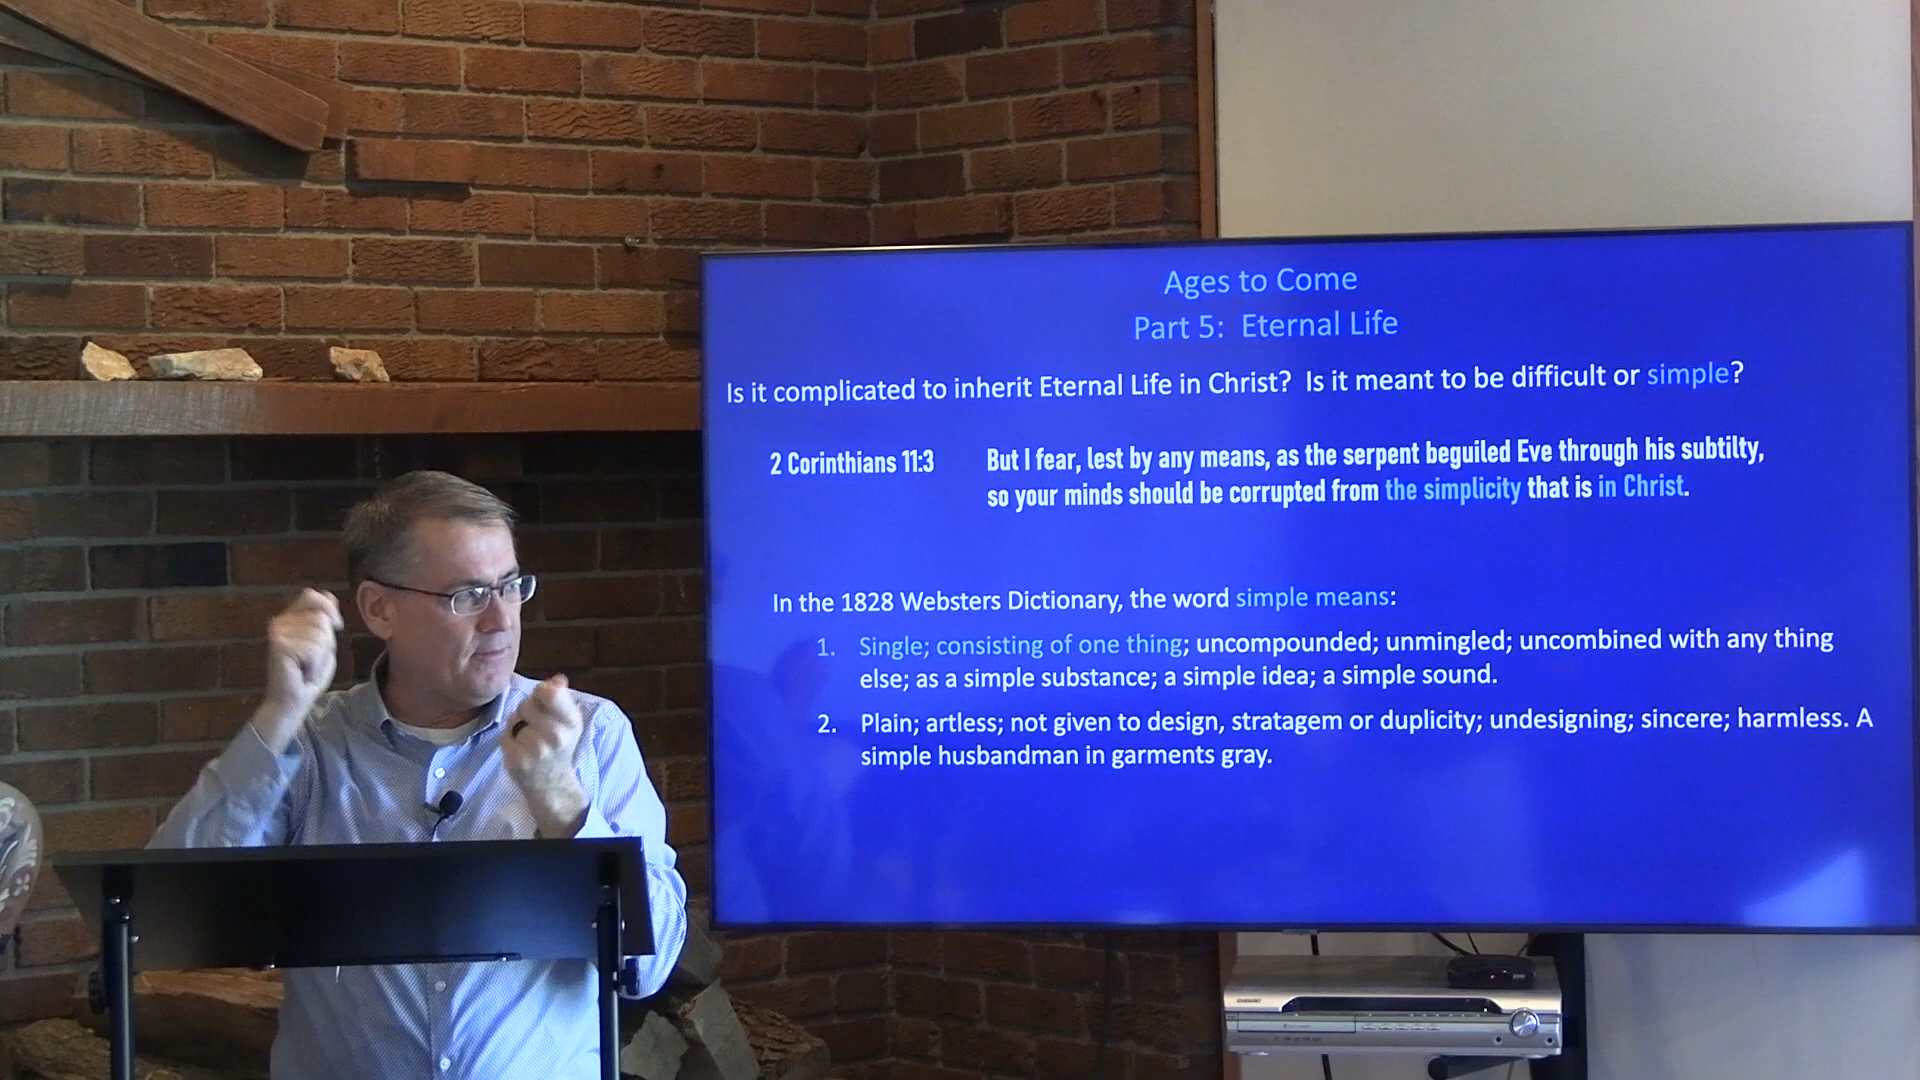 Ages to Come
Part 5: Eternal Life
Is it complicated to inherit Eternal Life in Christ? Is it meant to be difficult or simple?
2 Corinthians 11:3 But I fear, lest by any means, as the serpent beguiled Eve through his subtilty,
so your minds should be corrupted from the simplicity that is in Christ.
In the 1828 Websters Dictionary, the word simple means:
1. Single; consisting of one thing; uncompounded; unmingled; uncombined with any thing
else; as a simple substance; a simple idea; a simple sound.
2. Plain; artless; not given to design, stratagem or duplicity; undesigning; sincere; harmless. A
simple husbandman in garments gray.